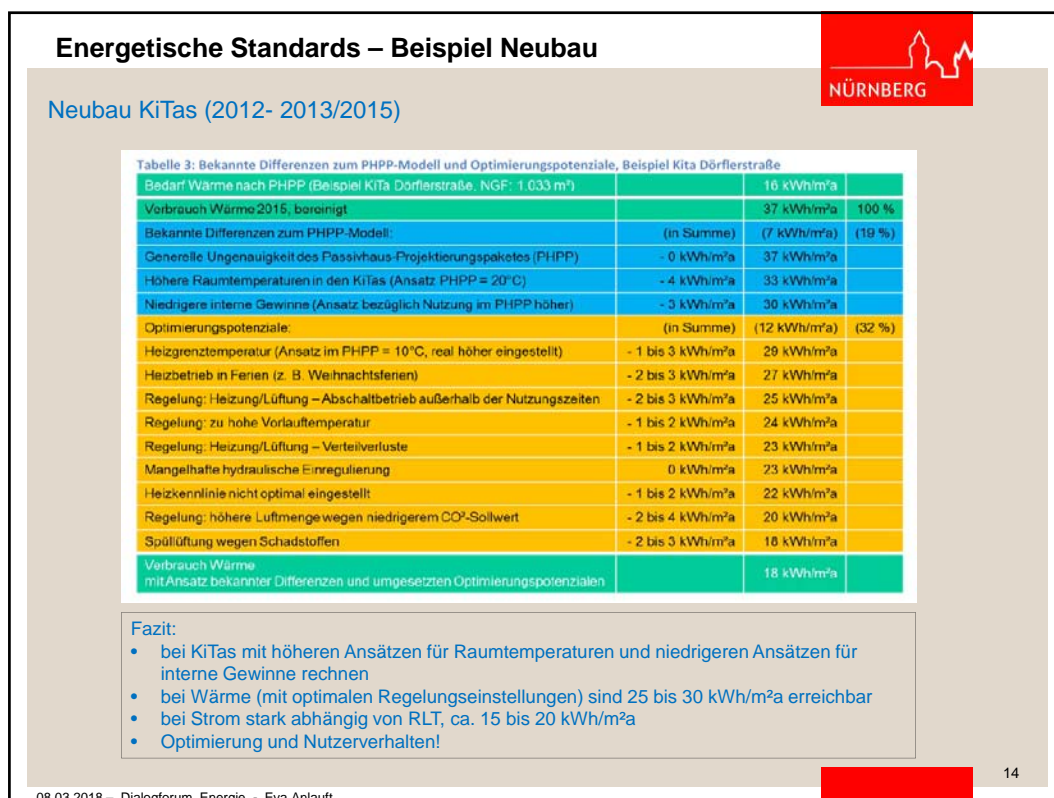 Energetische Standards – Beispiel Neubau
NÜRNBERG
Neubau KiTas (2012- 2013/2015)
Tabelle 3: Bekannte Differenzen zum PHPP-Modell und Optimierungspotenziale, Beispiel Kita Dörflerstraße
Bedarf Wärme nach PHPP (Beispiel KiTa Dörflerstraße, NGF: 1.033 m²) 16 kWh/m²a
Verbrauch Wärme 2015, bereinigt 37 kWh/m²a 100 %
Bekannte Differenzen zum PHPP-Modell: (in Summe) (7 kWh/m²a) (19 %)
Generelle Ungenauigkeit des Passivhaus-Projektierungspaketes (PHPP) - 0 kWh/m²a 37 kWh/m²a
Höhere Raumtemperaturen in den KiTas (Ansatz PHPP = 20°C) - 4 kWh/m²a 33 kWh/m²a
Niedrigere interne Gewinne (Ansatz bezüglich Nutzung im PHPP höher) - 3 kWh/m²a 30 kWh/m²a
Optimierungspotenziale: (in Summe) (12 kWh/m²a) (32 %)
Heizgrenztemperatur (Ansatz im PHPP = 10°C, real höher eingestellt) - 1 bis 3 kWh/m²a 29 kWh/m²a
Heizbetrieb in Ferien (z. B. Weihnachtsferien) - 2 bis 3 kWh/m²a 27 kWh/m²a
Regelung: Heizung/Lüftung – Abschaltbetrieb außerhalb der Nutzungszeiten - 2 bis 3 kWh/m²a 25 kWh/m²a
Regelung: zu hohe Vorlauftemperatur - 1 bis 2 kWh/m²a 24 kWh/m²a
Regelung: Heizung/Lüftung – Verteilverluste - 1 bis 2 kWh/m²a 23 kWh/m²a
Mangelhafte hydraulische Einregulierung 0 kWh/m²a 23 kWh/m²a
Heizkennlinie nicht optimal eingestellt - 1 bis 2 kWh/m²a 22 kWh/m²a
Regelung: höhere Luftmenge wegen niedrigerem CO²-Sollwert - 2 bis 4 kWh/m²a 20 kWh/m²a
Spüllüftung wegen Schadstoffen - 2 bis 3 kWh/m²a 18 kWh/m²a
Verbrauch Wärme
mit Ansatz bekannter Differenzen und umgesetzten Optimierungspotenzialen 18 kWh/m²a
Fazit:
• bei KiTas mit höheren Ansätzen für Raumtemperaturen und niedrigeren Ansätzen für
interne Gewinne rechnen
• bei Wärme (mit optimalen Regelungseinstellungen) sind 25 bis 30 kWh/m²a erreichbar
• bei Strom stark abhängig von RLT, ca. 15 bis 20 kWh/m²a
• Optimierung und Nutzerverhalten!
14
08.03.2018 – Dialogforum Energie - Eva Anlauft